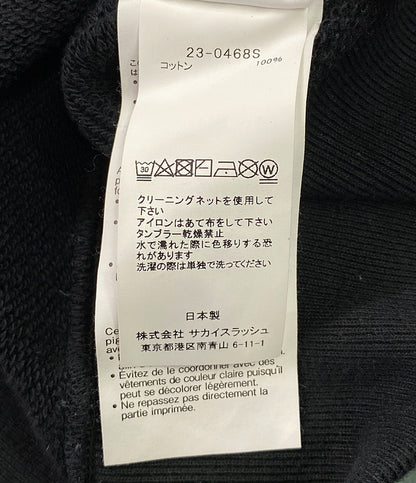 23-0468S
コットン 100%
クリーニングネットを使用して
下さい
アイロンはあて布をして下さい
タンブラー乾燥禁止
水で濡れた際に色移りする恐
れがあります
洗濯の際は単独で洗ってください
日本製
株式会社 サカイスラッシュ
東京都港区南青山 6-11-1
• Évitez de le coordonner avec des
vêtements de couleur claire puisqu'il
peut se décolorer légèrement.
• Ne repassez pas directement la
partie imprimée.